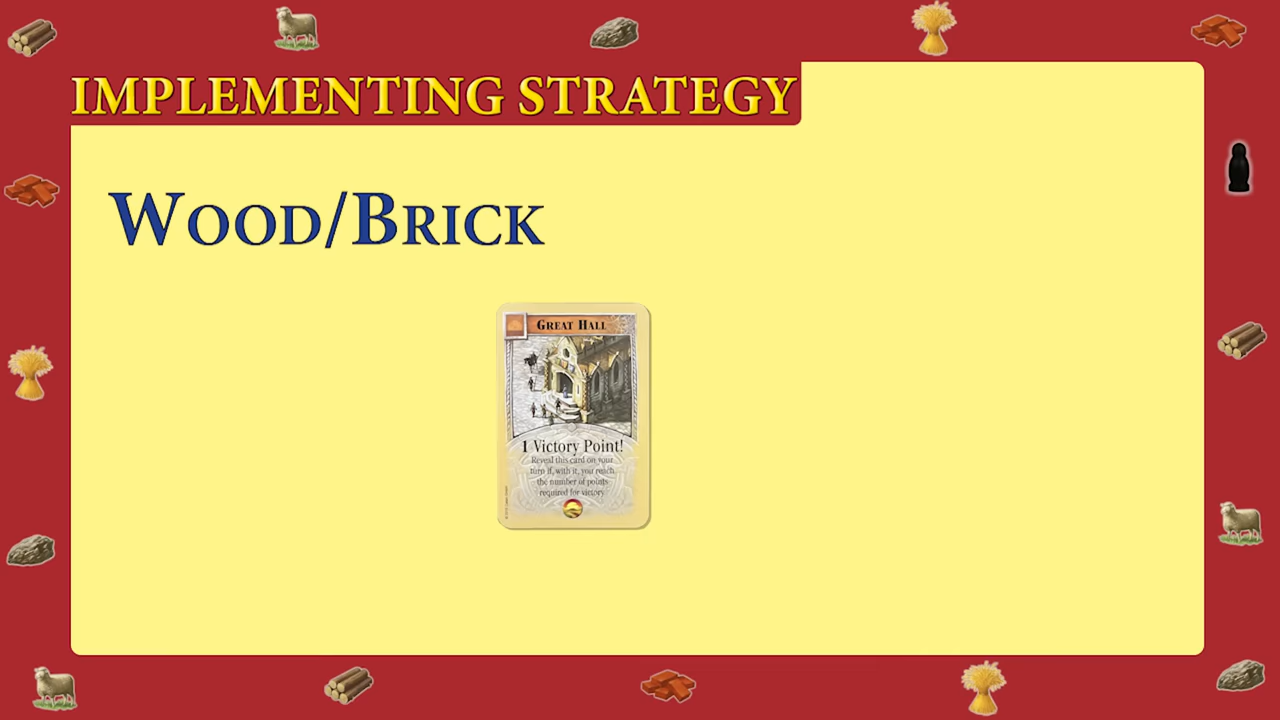 IMPLEMENTING STRATEGY
WOOD/BRICK
GREAT HALL
1 Victory Point!
Reveal this card on your
turn if, with it, you reach
the number of points
required for victory.